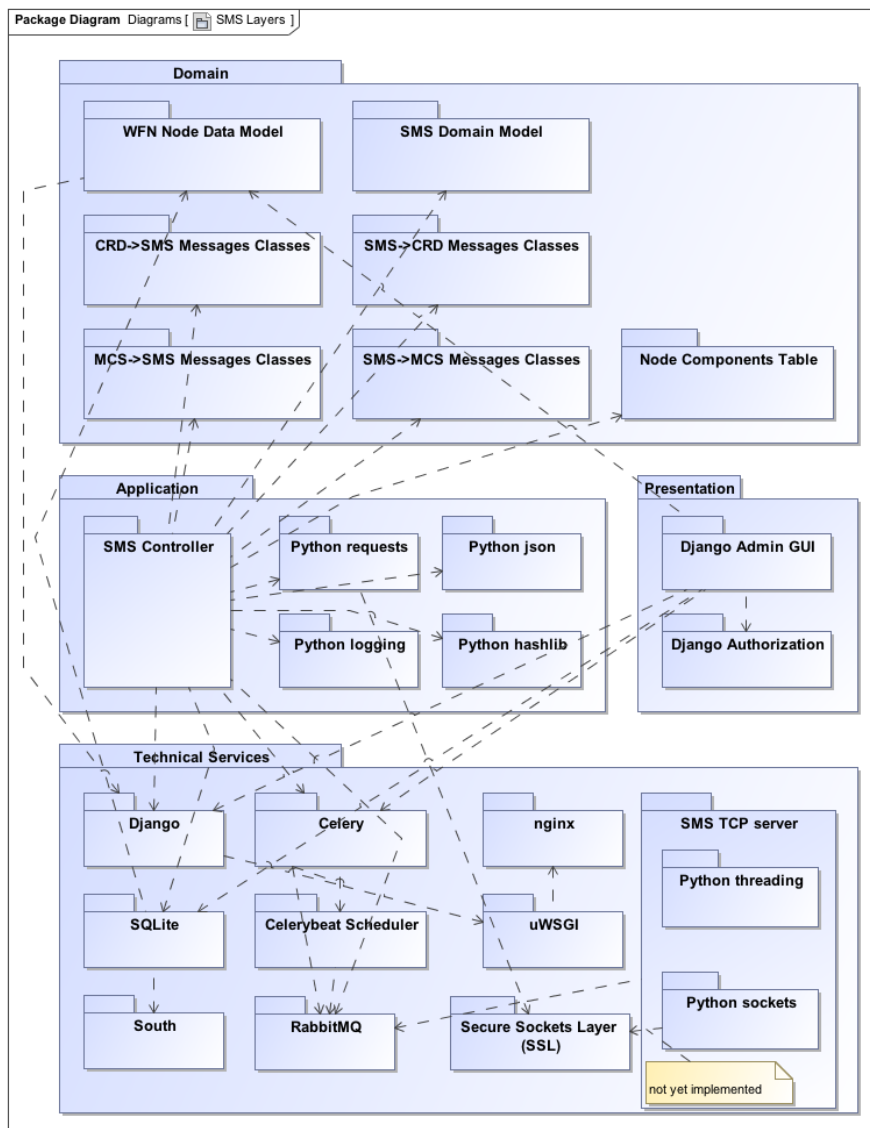 Package Diagram Diagrams [ SMS Layers ]
Domain
WFN Node Data Model
SMS Domain Model
CRD->SMS Messages Classes
SMS->CRD Messages Classes
MCS->SMS Messages Classes
SMS->MCS Messages Classes
Node Components Table
Application
SMS Controller
Python requests
Python json
Python logging
Python hashlib
Presentation
Django Admin GUI
Django Authorization
Technical Services
Django
Celery
nginx
SMS TCP server
Python threading
SQLite
Celerybeat Scheduler
uWSGI
Python sockets
South
RabbitMQ
Secure Sockets Layer
(SSL)
not yet implemented